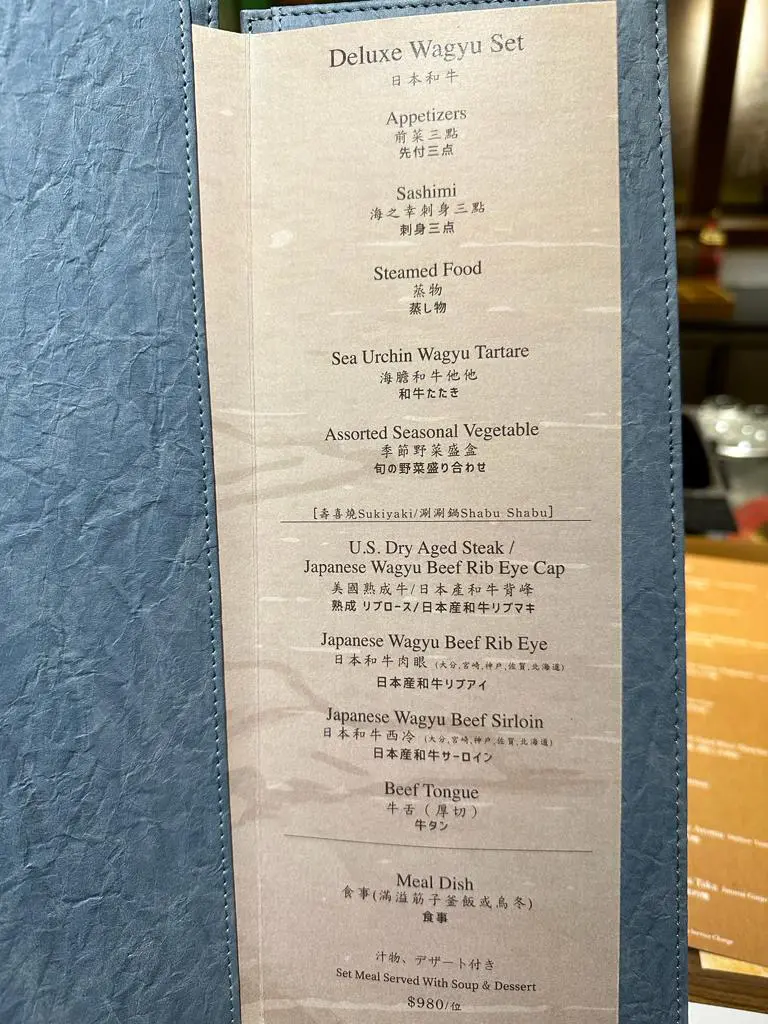 Deluxe Wagyu Set
日本和牛
Appetizers
前菜三點
先付三点
Sashimi
海之幸刺身三點
刺身三点
Steamed Food
蒸物
蒸し物
Sea Urchin Wagyu Tartare
海膽和牛他他
和牛たたき
Assorted Seasonal Vegetable
季節野菜盛盒
旬の野菜盛り合わせ
[壽喜燒Sukiyaki/涮涮鍋Shabu Shabu]
U.S. Dry Aged Steak /
Japanese Wagyu Beef Rib Eye Cap
美國熟成牛/日本產和牛背峰
熟成 リブロース/日本産和牛リブマキ
Japanese Wagyu Beef Rib Eye
日本和牛肉眼 (大分,宮崎,神戶,佐賀,北海道)
日本産和牛リブアイ
Japanese Wagyu Beef Sirloin
日本和牛西冷 (大分,宮崎,神戶,佐賀,北海道)
日本産和牛サーロイン
Beef Tongue
牛舌（厚切）
牛タン
Meal Dish
食事(滿溢筋子釜飯或烏冬)
食事
汁物、デザート付き
Set Meal Served With Soup & Dessert
$980/位
Service Charge